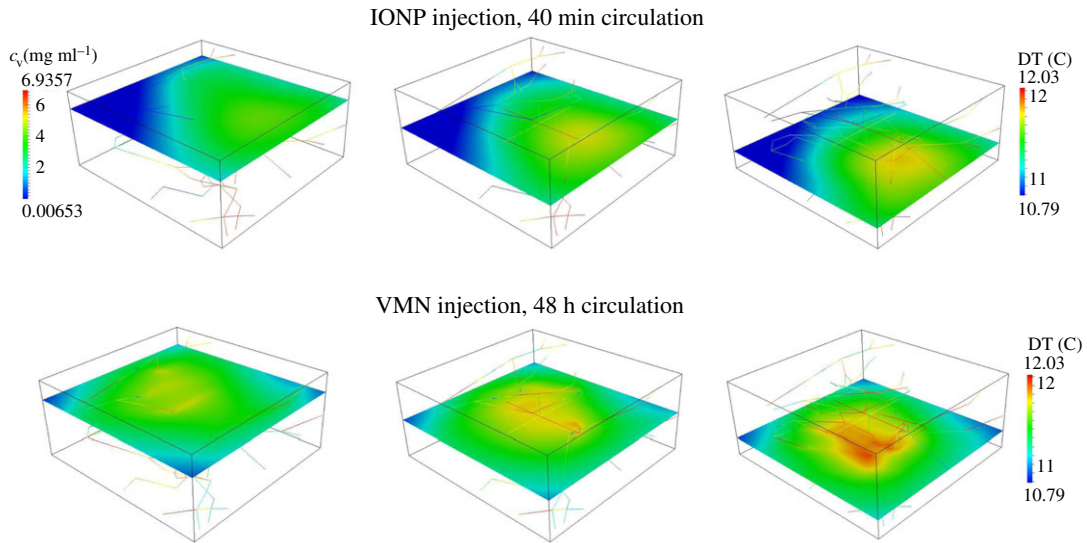 IONP injection, 40 min circulation
c_v(mg ml⁻¹)
6.9357
6
4
2
0.00653
DT (C)
12.03
12
11
10.79
VMN injection, 48 h circulation
DT (C)
12.03
12
11
10.79